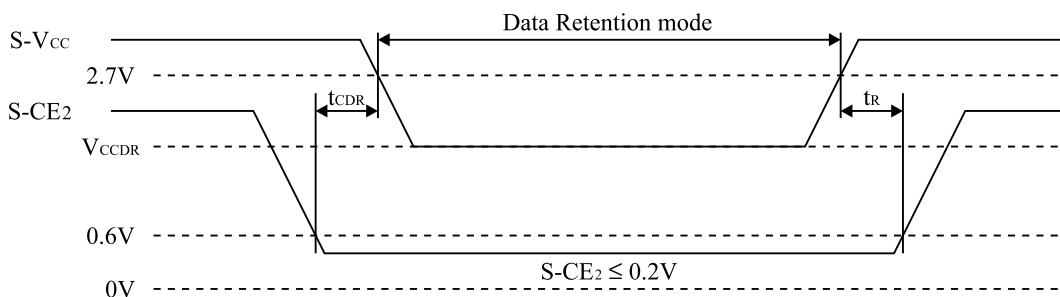 Data Retention mode
S-VCC
2.7V
tCDR
tR
S-CE2
VCCDR
0.6V
S-CE2 ≤ 0.2V
0V